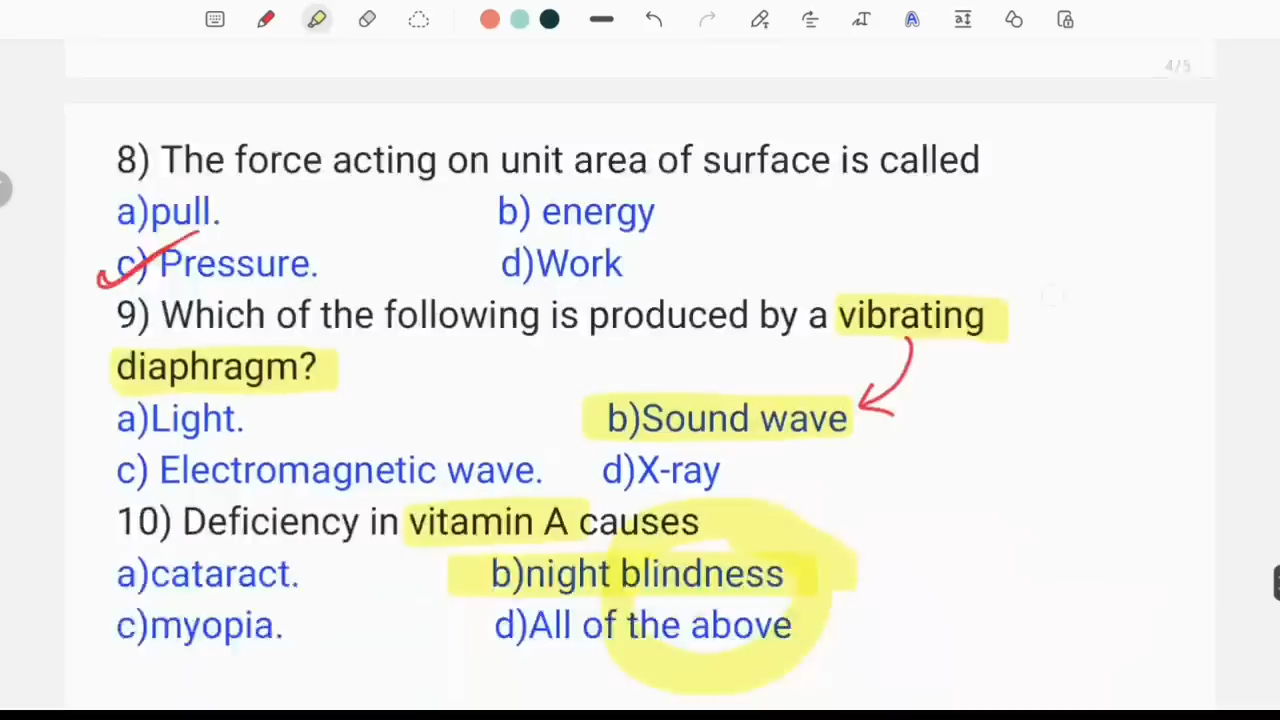 4/5
8) The force acting on unit area of surface is called
a)pull. b) energy
c) Pressure. d)Work
9) Which of the following is produced by a vibrating
diaphragm?
a)Light. b)Sound wave
c) Electromagnetic wave. d)X-ray
10) Deficiency in vitamin A causes
a)cataract. b)night blindness
c)myopia. d)All of the above